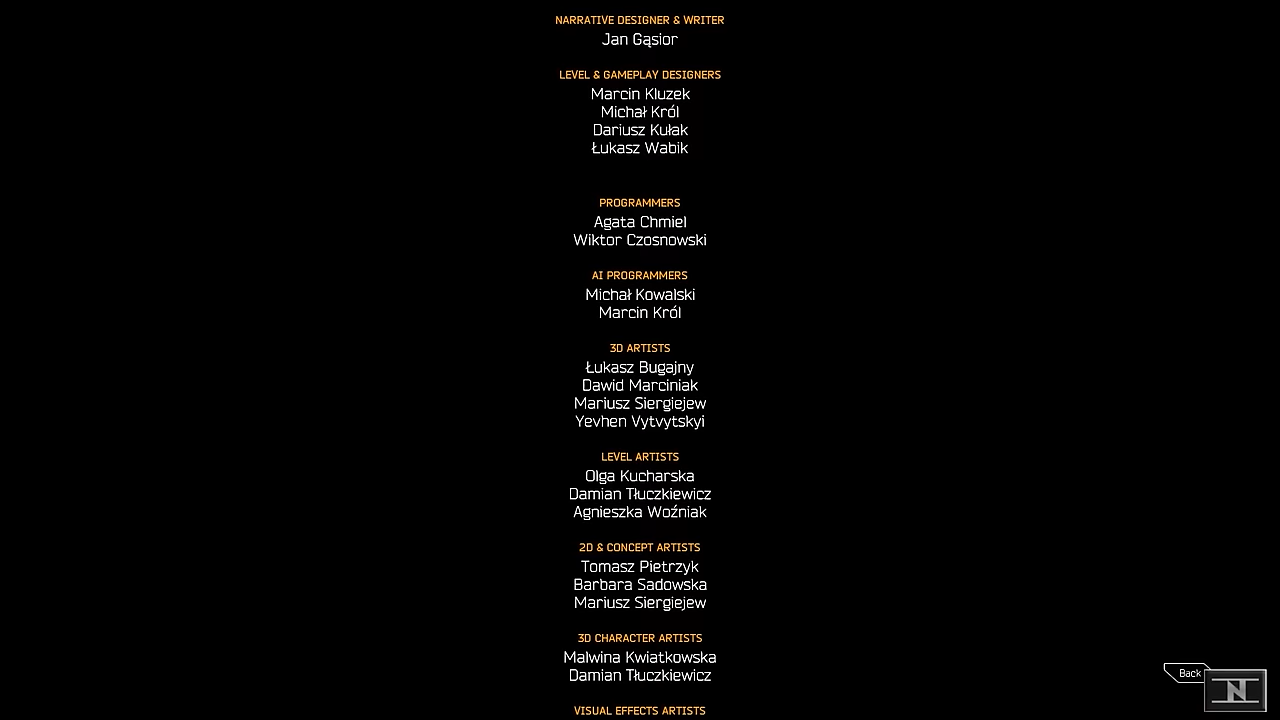 NARRATIVE DESIGNER & WRITER
Jan Gąsior
LEVEL & GAMEPLAY DESIGNERS
Marcin Kluzek
Michał Król
Dariusz Kułak
Łukasz Wabik
PROGRAMMERS
Agata Chmiel
Wiktor Czosnowski
AI PROGRAMMERS
Michał Kowalski
Marcin Król
3D ARTISTS
Łukasz Bugajny
Dawid Marciniak
Mariusz Siergiejew
Yevhen Vytvytskyi
LEVEL ARTISTS
Olga Kucharska
Damian Tłuczkiewicz
Agnieszka Woźniak
2D & CONCEPT ARTISTS
Tomasz Pietrzyk
Barbara Sadowska
Mariusz Siergiejew
3D CHARACTER ARTISTS
Malwina Kwiatkowska
Damian Tłuczkiewicz
VISUAL EFFECTS ARTISTS
Back
N